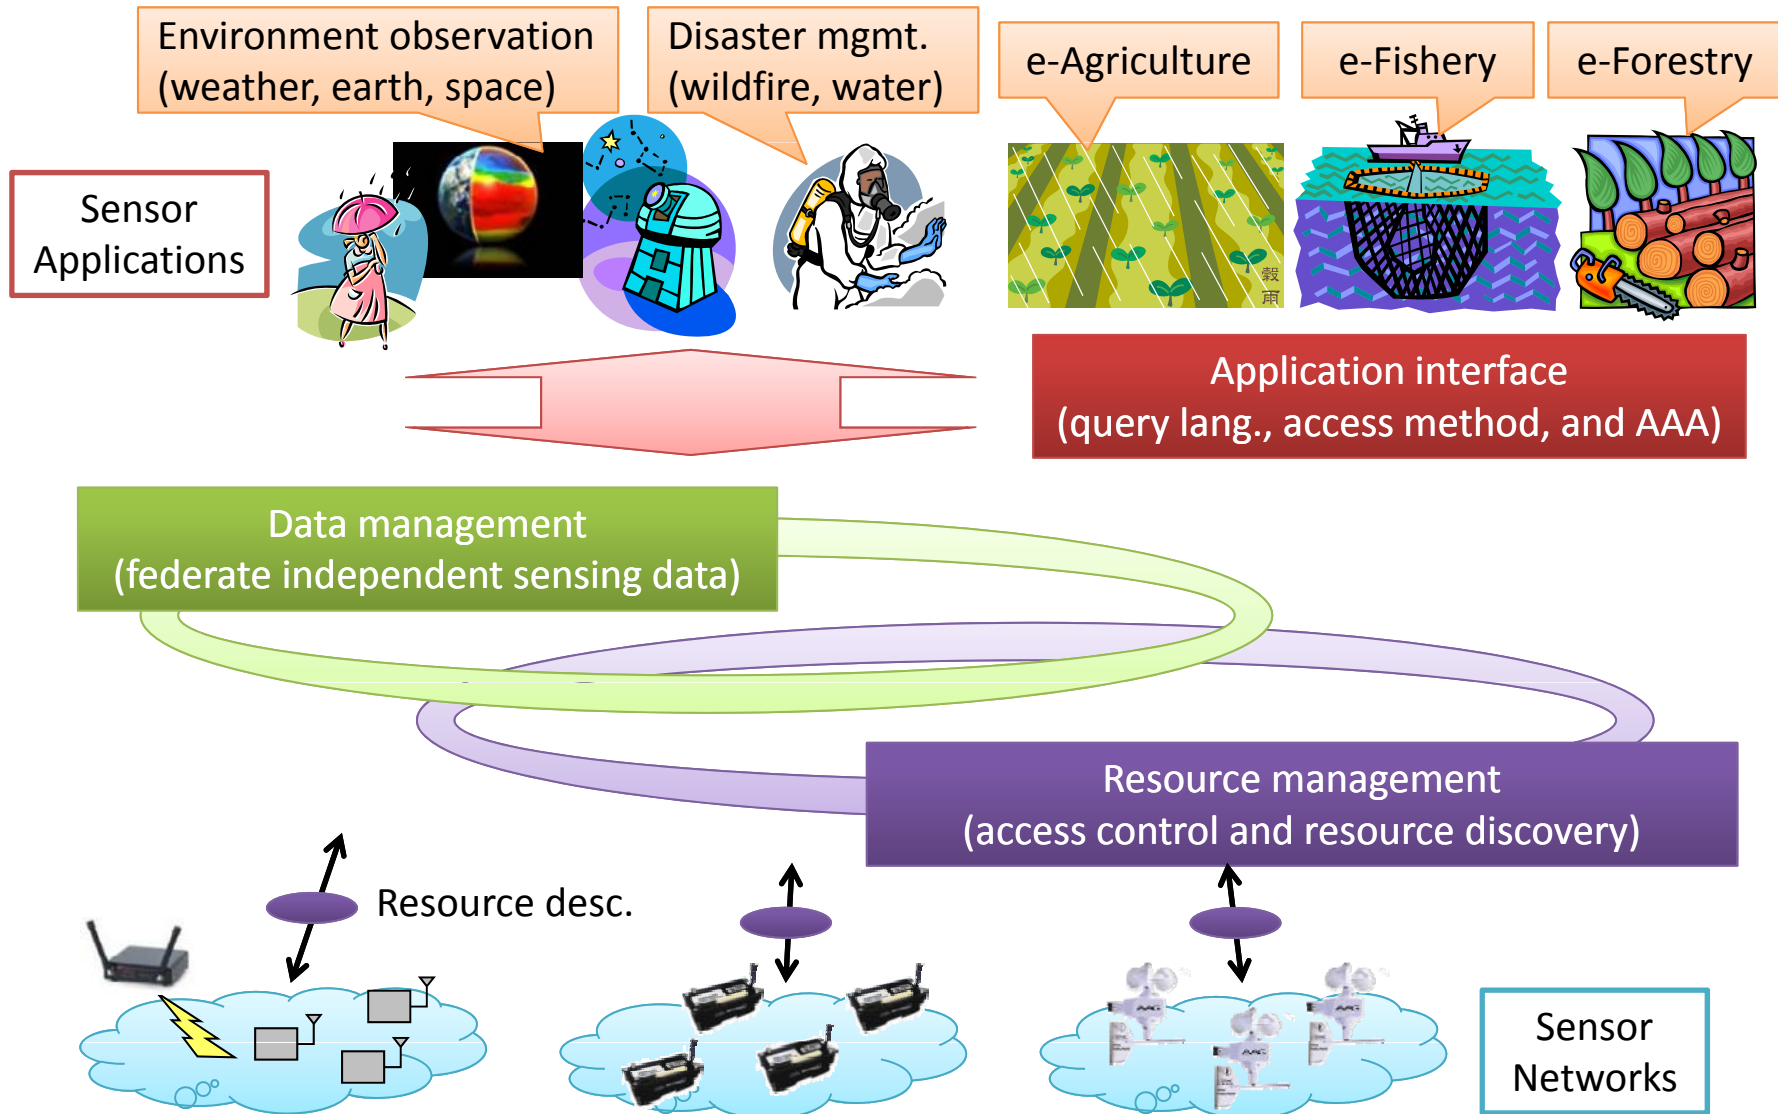 Environment observation
(weather, earth, space)
Disaster mgmt.
(wildfire, water)
e-Agriculture
e-Fishery
e-Forestry
Sensor
Applications
穀
雨
Application interface
(query lang., access method, and AAA)
Data management
(federate independent sensing data)
Resource management
(access control and resource discovery)
Resource desc.
Sensor
Networks